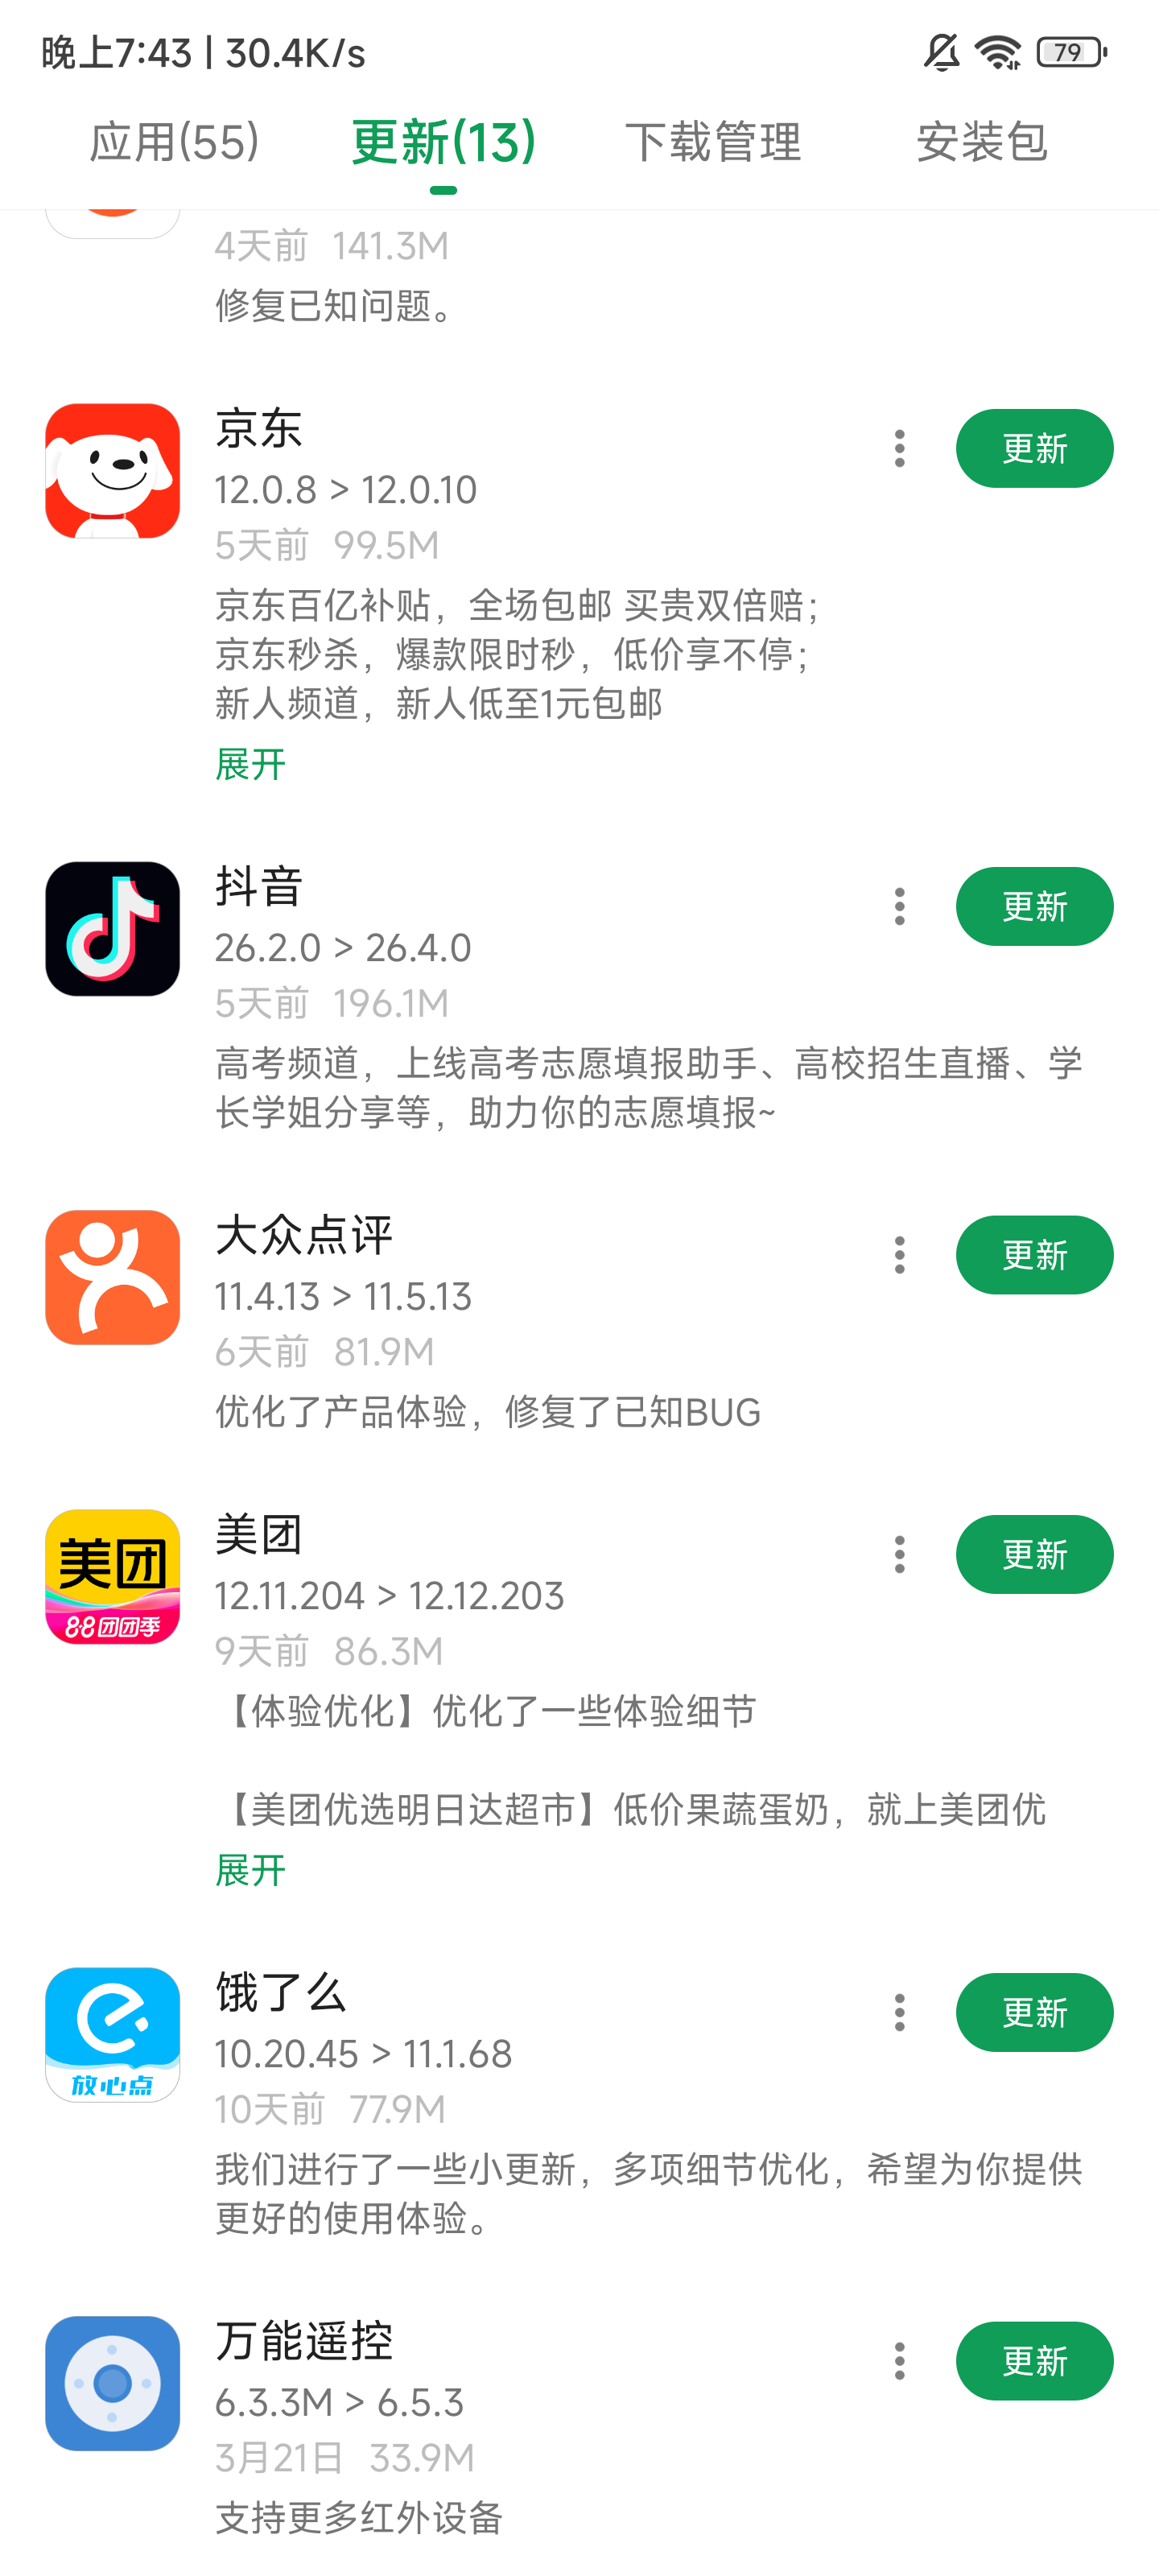 晚上7:43 | 30.4K/s
79
应用(55)
更新(13)
下载管理
安装包
4天前 141.3M
修复已知问题。
京东
更新
12.0.8 > 12.0.10
5天前 99.5M
京东百亿补贴，全场包邮 买贵双倍赔；
京东秒杀，爆款限时秒，低价享不停；
新人频道，新人低至1元包邮
展开
抖音
更新
26.2.0 > 26.4.0
5天前 196.1M
高考频道，上线高考志愿填报助手、高校招生直播、学
长学姐分享等，助力你的志愿填报~
大众点评
更新
11.4.13 > 11.5.13
6天前 81.9M
优化了产品体验，修复了已知BUG
美团
88团团季
美团
更新
12.11.204 > 12.12.203
9天前 86.3M
【体验优化】优化了一些体验细节
【美团优选明日达超市】低价果蔬蛋奶，就上美团优
展开
放心点
饿了么
更新
10.20.45 > 11.1.68
10天前 77.9M
我们进行了一些小更新，多项细节优化，希望为你提供
更好的使用体验。
万能遥控
更新
6.3.3M > 6.5.3
3月21日 33.9M
支持更多红外设备